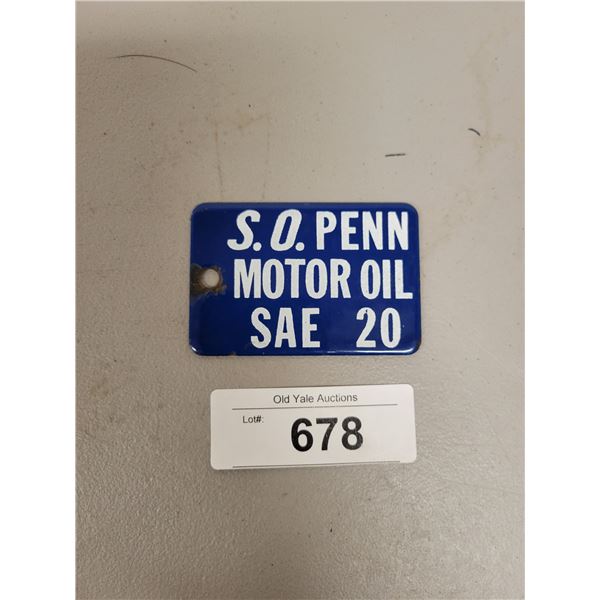 S.O. PENN
MOTOR OIL
SAE 20
Old Yale Auctions
Lot#:
678